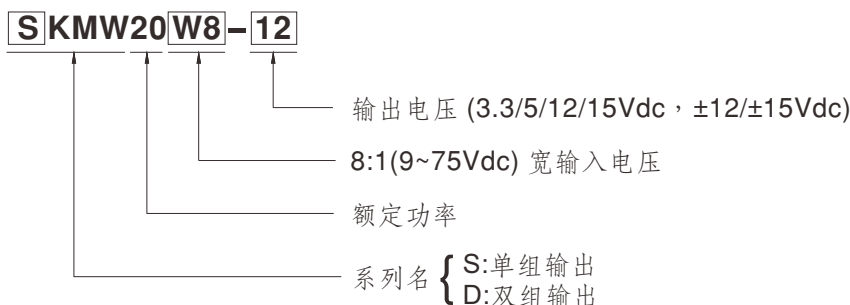 SKMW20W8-12
输出电压 (3.3/5/12/15Vdc，±12/±15Vdc)
8:1(9~75Vdc) 宽输入电压
额定功率
系列名 { S:单组输出
D:双组输出